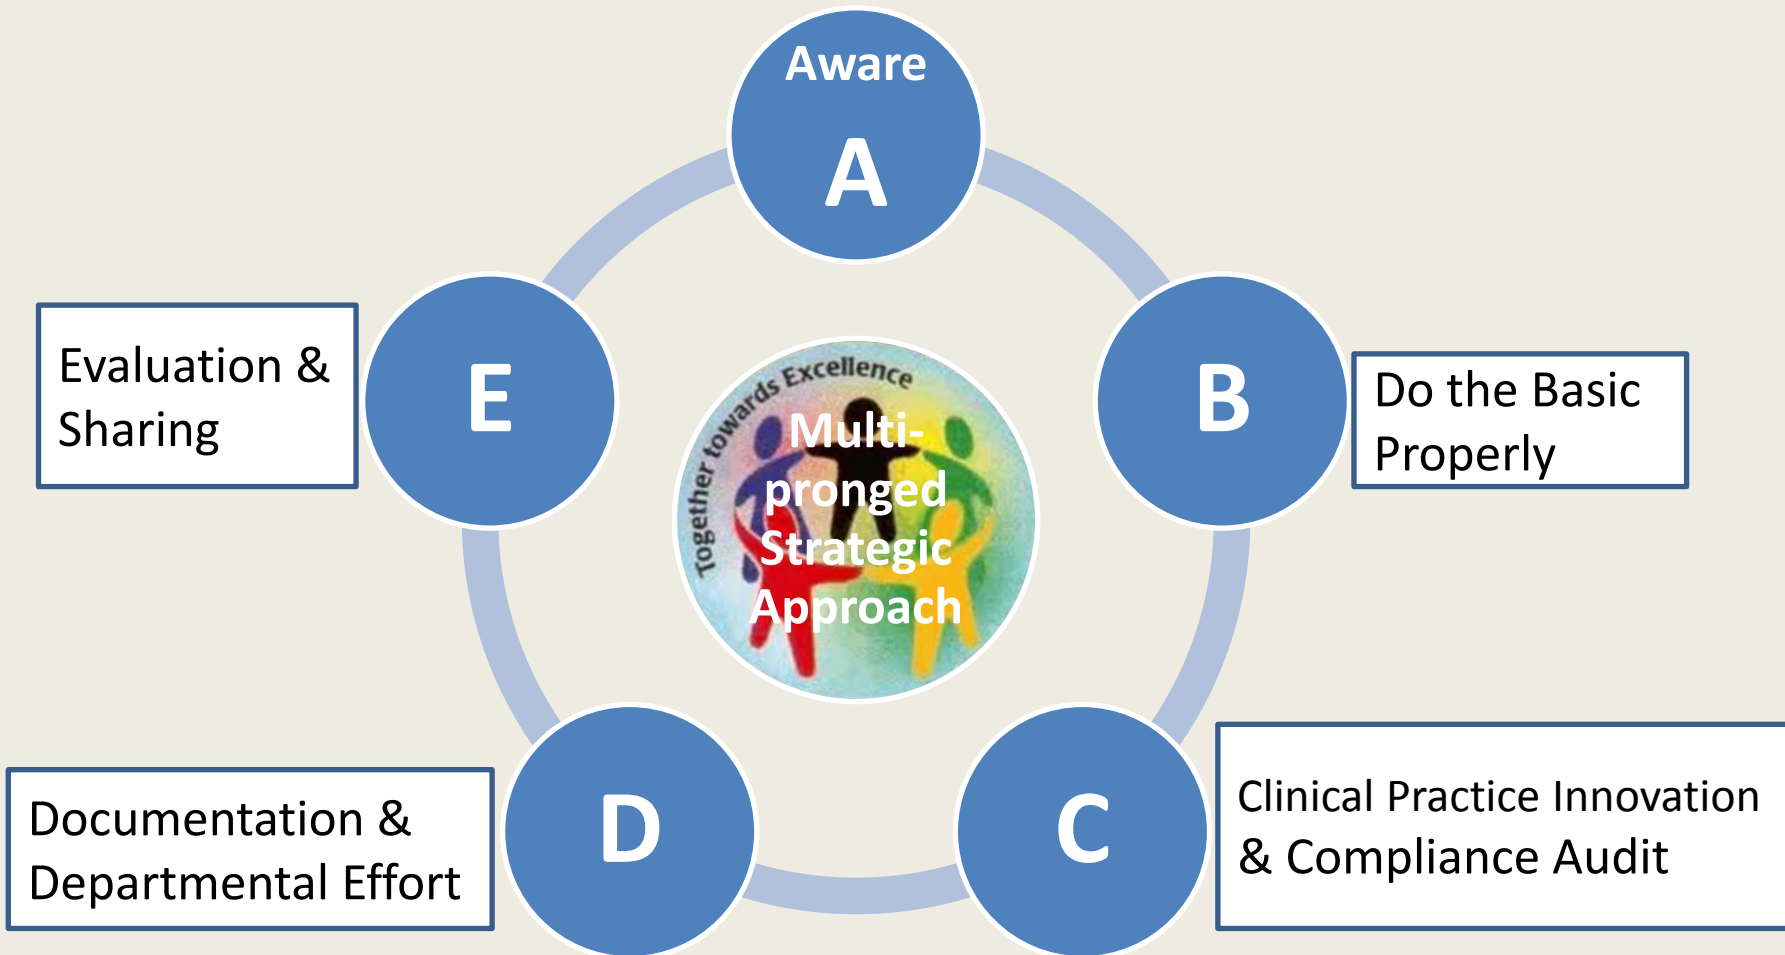 Aware
A
B
Do the Basic
Properly
C
Clinical Practice Innovation
& Compliance Audit
D
Documentation &
Departmental Effort
E
Evaluation &
Sharing
Together towards Excellence
Multi-
pronged
Strategic
Approach